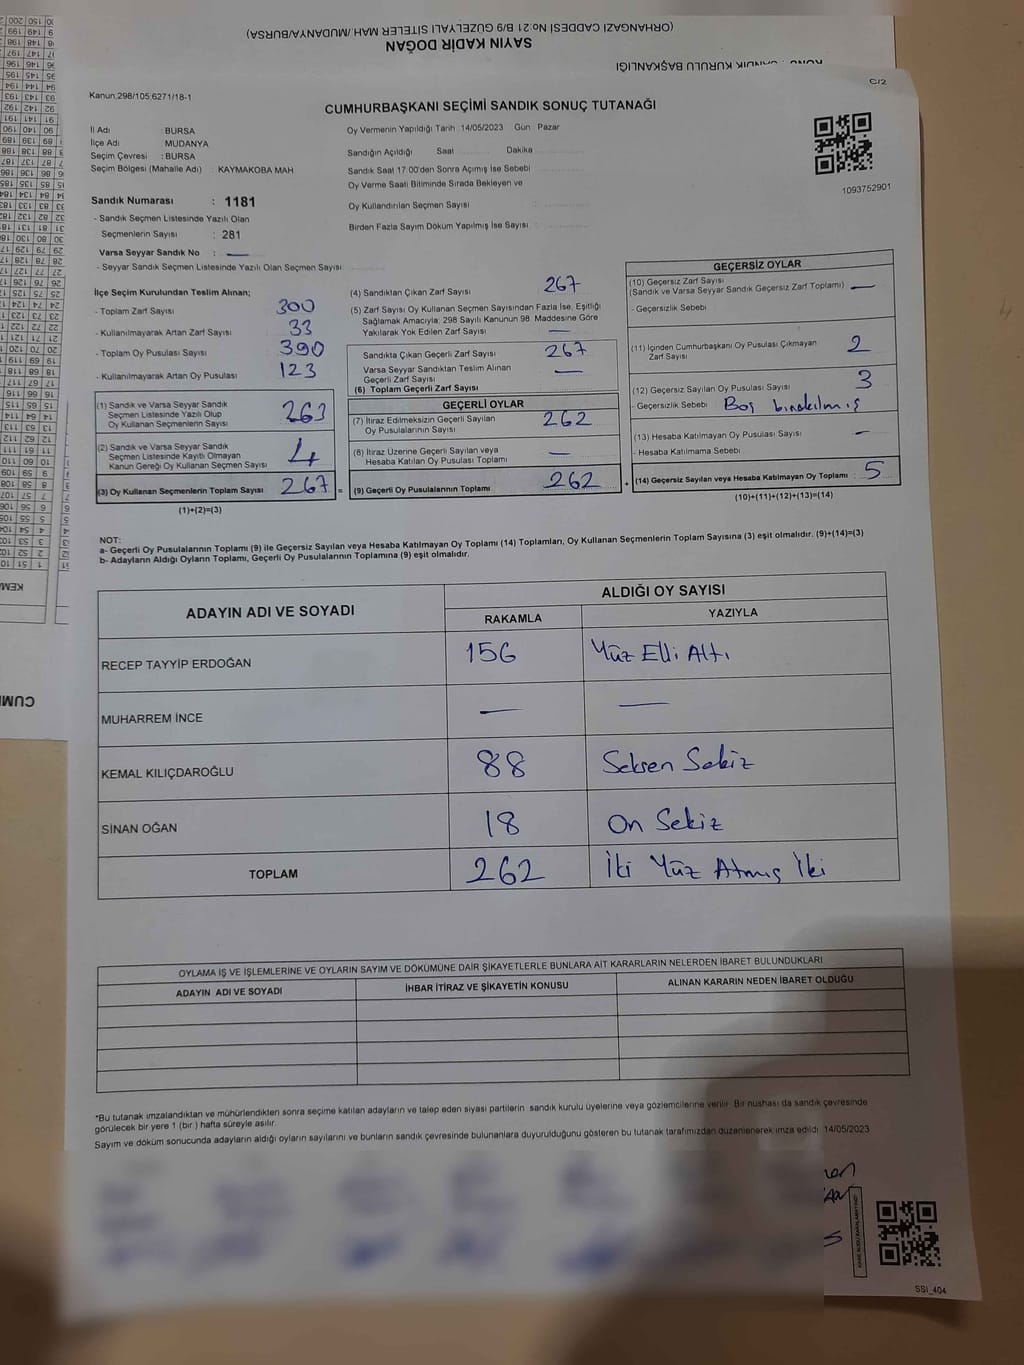 (ORHANGAZİ CADDESİ No:21 B/9 GÜZELYALI SİTELER MAH /MUDANYA/BURSA)
SAYIN KADİR DOĞAN
SANDIK KURULU BAŞKANLIĞI
C/2
Kanun.298/105;6271/18-1
CUMHURBAŞKANI SEÇİMİ SANDIK SONUÇ TUTANAĞI
İl Adı BURSA
İlçe Adı MUDANYA
Seçim Çevresi : BURSA
Seçim Bölgesi (Mahalle Adı) : KAYMAKOBA MAH
Oy Vermenin Yapıldığı Tarih :14/05/2023 Gün Pazar
Sandığın Açıldığı Saat Dakika
Sandık Saat 17:00'den Sonra Açımış İse Sebebi
Oy Verme Saati Bitiminde Sırada Bekleyen ve
Oy Kullandırılan Seçmen Sayısı
Birden Fazla Sayım Döküm Yapılmış İse Sayısı
1093752901
Sandık Numarası : 1181
- Sandık Seçmen Listesinde Yazılı Olan
Seçmenlerin Sayısı : 281
Varsa Seyyar Sandık No : —
- Seyyar Sandık Seçmen Listesinde Yazılı Olan Seçmen Sayısı:
İlçe Seçim Kurulundan Teslim Alınan;
- Toplam Zarf Sayısı 300
- Kullanılmayarak Artan Zarf Sayısı 33
- Toplam Oy Pusulası Sayısı 390
- Kullanılmayarak Artan Oy Pusulası 123
(1) Sandık ve Varsa Seyyar Sandık
Seçmen Listesinde Yazılı Olup
Oy Kullanan Seçmenlerin Sayısı 263
(2) Sandık ve Varsa Seyyar Sandık
Seçmen Listesinde Kayıtlı Olmayan
Kanun Gereği Oy Kullanan Seçmen Sayısı 4
(3) Oy Kullanan Seçmenlerin Toplam Sayısı 267 =
(1)+(2)=(3)
(4) Sandıktan Çıkan Zarf Sayısı 267
(5) Zarf Sayısı Oy Kullanan Seçmen Sayısından Fazla İse, Eşitliği
Sağlamak Amacıyla; 298 Sayılı Kanunun 98. Maddesine Göre
Yakılarak Yok Edilen Zarf Sayısı —
Sandıkta Çıkan Geçerli Zarf Sayısı 267
Varsa Seyyar Sandıktan Teslim Alınan
Geçerli Zarf Sayısı —
(6) Toplam Geçerli Zarf Sayısı
GEÇERLİ OYLAR
(7) İtiraz Edilmeksizin Geçerli Sayılan
Oy Pusulalarının Sayısı 262
(8) İtiraz Üzerine Geçerli Sayılan veya
Hesaba Katılan Oy Pusulası Toplamı —
(9) Geçerli Oy Pusulalarının Toplamı 262 +
GEÇERSİZ OYLAR
(10) Geçersiz Zarf Sayısı
(Sandık ve Varsa Seyyar Sandık Geçersiz Zarf Toplamı) —
- Geçersizlik Sebebi
(11) İçinden Cumhurbaşkanı Oy Pusulası Çıkmayan
Zarf Sayısı 2
(12) Geçersiz Sayılan Oy Pusulası Sayısı 3
- Geçersizlik Sebebi Boş bırakılmış
(13) Hesaba Katılmayan Oy Pusulası Sayısı —
- Hesaba Katılmama Sebebi
(14) Geçersiz Sayılan veya Hesaba Katılmayan Oy Toplamı 5
(10)+(11)+(12)+(13)=(14)
NOT:
a- Geçerli Oy Pusulalarının Toplamı (9) ile Geçersiz Sayılan veya Hesaba Katılmayan Oy Toplamı (14) Toplamları, Oy Kullanan Seçmenlerin Toplam Sayısına (3) eşit olmalıdır. (9)+(14)=(3)
b- Adayların Aldığı Oyların Toplamı, Geçerli Oy Pusulalarının Toplamına (9) eşit olmalıdır.
ADAYIN ADI VE SOYADI ALDIĞI OY SAYISI
RAKAMLA YAZIYLA
RECEP TAYYİP ERDOĞAN 156 Yüz Elli Altı
MUHARREM İNCE — —
KEMAL KILIÇDAROĞLU 88 Seksen Sekiz
SİNAN OĞAN 18 On Sekiz
TOPLAM 262 İki Yüz Atmış İki
OYLAMA İŞ VE İŞLEMLERİNE VE OYLARIN SAYIM VE DÖKÜMÜNE DAİR ŞİKAYETLERLE BUNLARA AİT KARARLARIN NELERDEN İBARET BULUNDUKLARI
ADAYIN ADI VE SOYADI İHBAR İTİRAZ VE ŞİKAYETİN KONUSU ALINAN KARARIN NEDEN İBARET OLDUĞU
*Bu tutanak imzalandıktan ve mühürlendikten sonra seçime katılan adayların ve talep eden siyasi partilerin sandık kurulu üyelerine veya gözlemcilerine verilir. Bir nüshası da sandık çevresinde
görülecek bir yere 1 (bir ) hafta süreyle asılır.
Sayım ve döküm sonucunda adayların aldığı oyların sayılarını ve bunların sandık çevresinde bulunanlara duyurulduğunu gösteren bu tutanak tarafımızdan düzenlenerek imza edildi. 14/05/2023
SSI_404